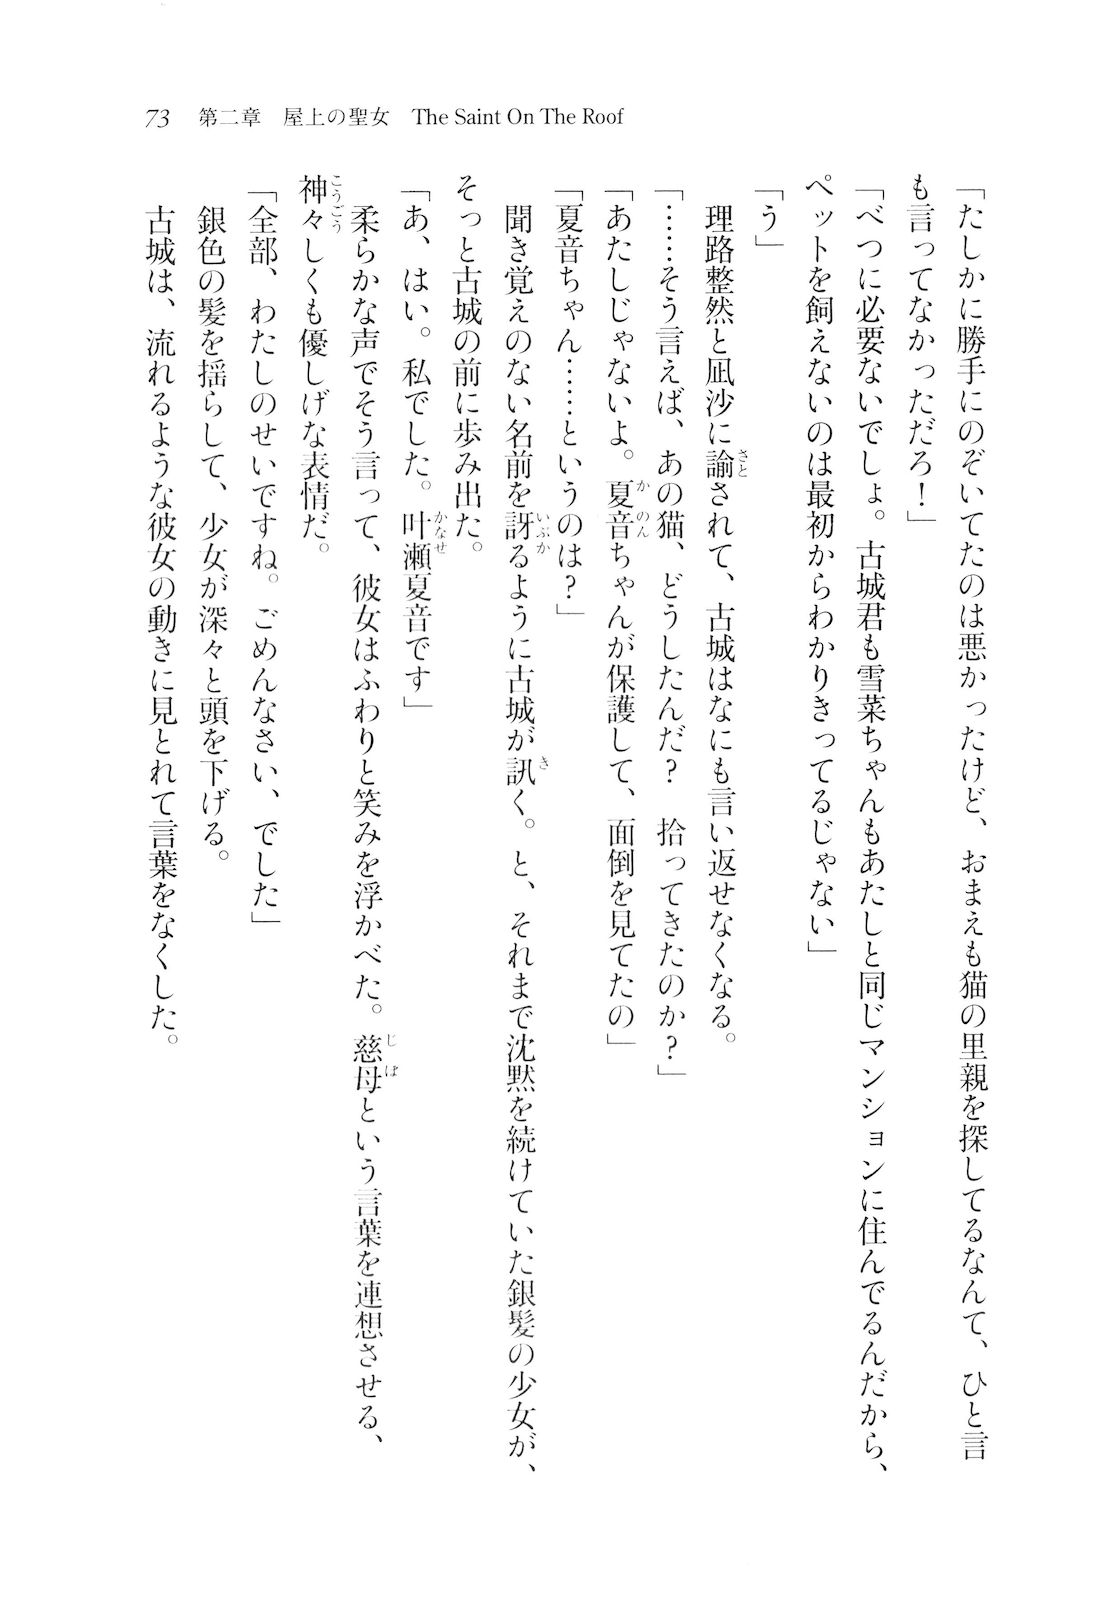 73 第二章 屋上の聖女 The Saint On The Roof
「たしかに勝手にのぞいてたのは悪かったけど、おまえも猫の里親を探してるなんて、ひと言
も言ってなかっただろ！」
「べつに必要ないでしょ。古城君も雪菜ちゃんもあたしと同じマンションに住んでるんだから、
ペットを飼えないのは最初からわかりきってるじゃない」
「う」
理路整然と凪沙に諭されて、古城はなにも言い返せなくなる。
「……そう言えば、あの猫、どうしたんだ？　拾ってきたのか？」
「あたしじゃないよ。夏音ちゃんが保護して、面倒を見てたの」
「夏音ちゃん……というのは？」
聞き覚えのない名前を訝るように古城が訊く。と、それまで沈黙を続けていた銀髪の少女が、
そっと古城の前に歩み出た。
「あ、はい。私でした。叶瀬夏音です」
柔らかな声でそう言って、彼女はふわりと笑みを浮かべた。慈母という言葉を連想させる、
神々しくも優しげな表情だ。
「全部、わたしのせいですね。ごめんなさい、でした」
銀色の髪を揺らして、少女が深々と頭を下げる。
古城は、流れるような彼女の動きに見とれて言葉をなくした。